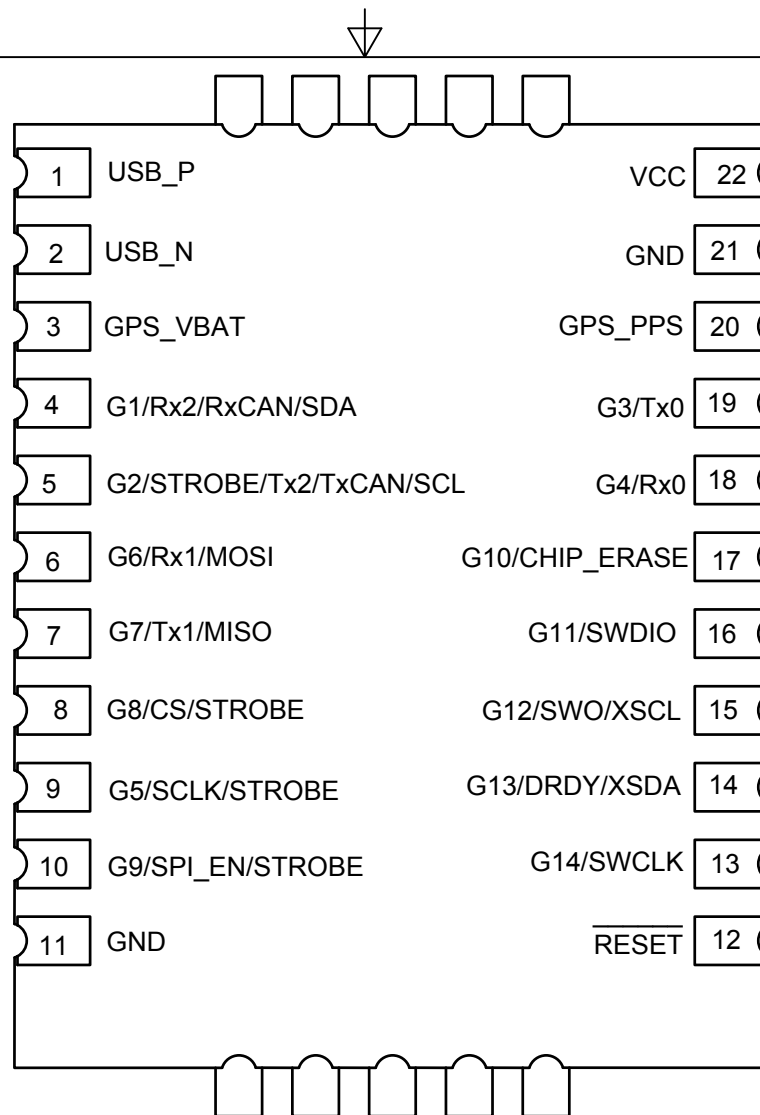 1 USB_P VCC 22
2 USB_N GND 21
3 GPS_VBAT GPS_PPS 20
4 G1/Rx2/RxCAN/SDA G3/Tx0 19
5 G2/STROBE/Tx2/TxCAN/SCL G4/Rx0 18
6 G6/Rx1/MOSI G10/CHIP_ERASE 17
7 G7/Tx1/MISO G11/SWDIO 16
8 G8/CS/STROBE G12/SWO/XSCL 15
9 G5/SCLK/STROBE G13/DRDY/XSDA 14
10 G9/SPI_EN/STROBE G14/SWCLK 13
11 GND RESET 12